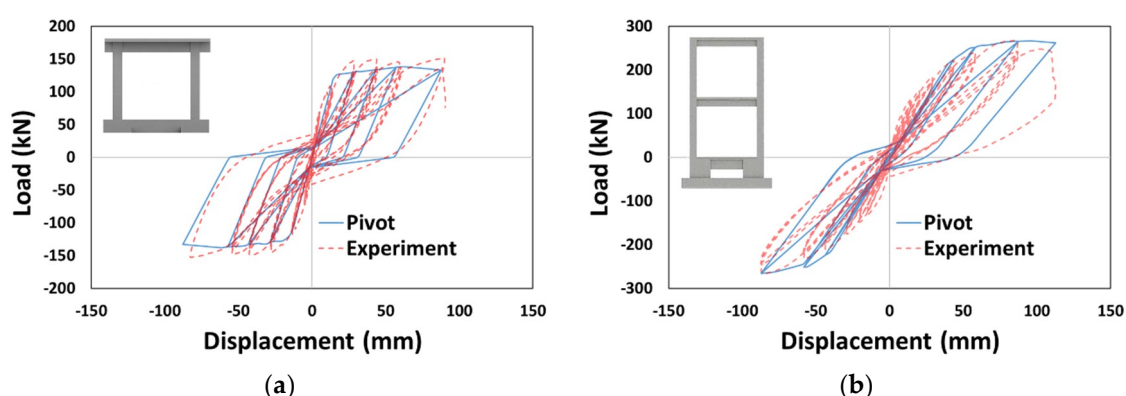 200
150
100
50
0
-50
-100
-150
-200
Load (kN)
-150 -100 -50 0 50 100 150
Displacement (mm)
Pivot
Experiment
(a)
300
200
100
0
-100
-200
-300
Load (kN)
-150 -100 -50 0 50 100 150
Displacement (mm)
Pivot
Experiment
(b)